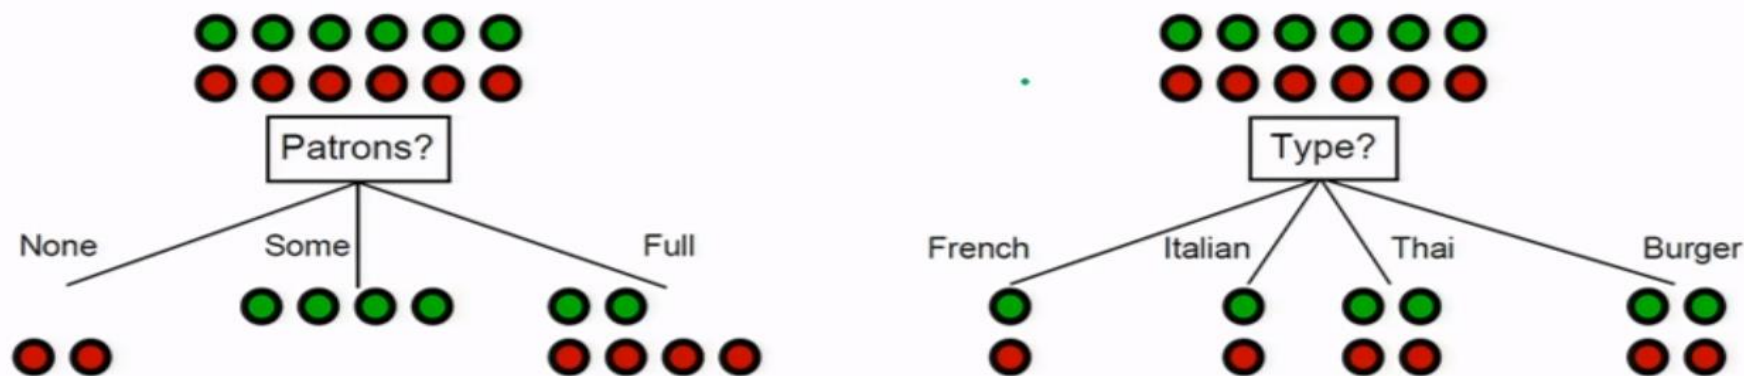 Patrons?
None
Some
Full
Type?
French
Italian
Thai
Burger